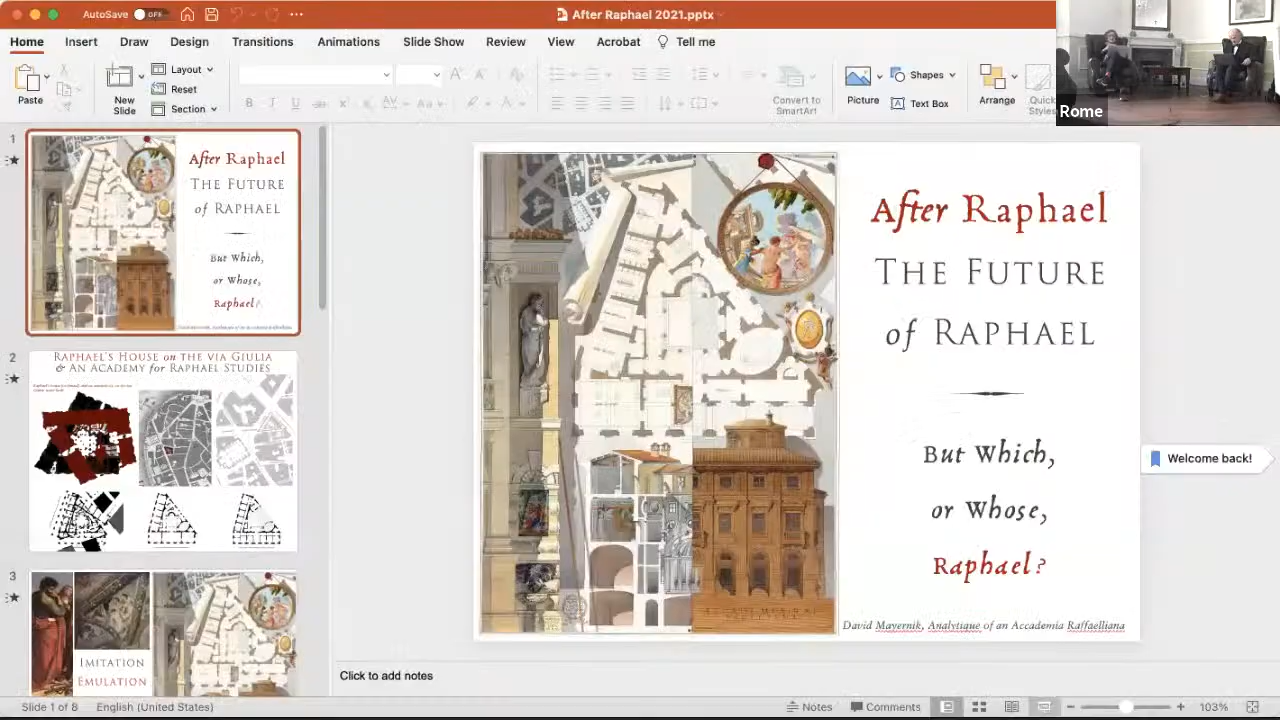 AutoSave OFF
After Raphael 2021.pptx
Home Insert Draw Design Transitions Animations Slide Show Review View Acrobat Tell me
Paste
New
Slide
Layout
Reset
Section
Convert to
SmartArt
Picture
Shapes
Text Box
Arrange
Quick
Styles
Rome
1
After Raphael
THE FUTURE
of RAPHAEL
But Which,
or Whose,
Raphael?
2
RAPHAEL'S HOUSE on the VIA GIULIA
& AN ACADEMY for RAPHAEL STUDIES
3
IMITATION
EMULATION
After Raphael
THE FUTURE
of RAPHAEL
But Which,
or Whose,
Raphael?
David Mayernik, Analytique of an Accademia Raffaelliana
Welcome back!
Click to add notes
Slide 1 of 8 English (United States) Notes Comments 103%